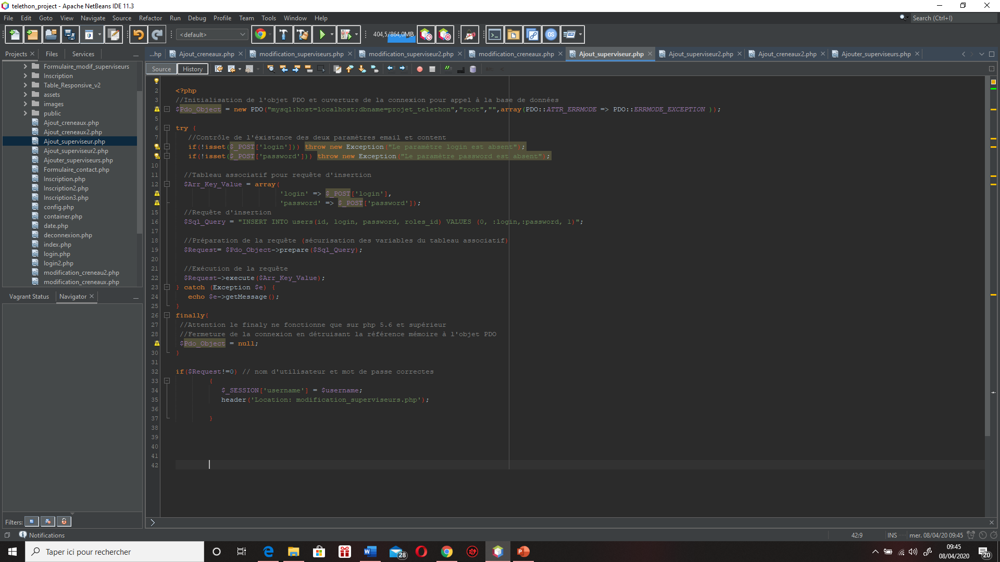 telethon_project - Apache NetBeans IDE 11.3
File Edit Goto View Navigate Source Refactor Run Debug Profile Team Tools Window Help
Search (Ctrl+I)
<default>
404,5/864,0MB
Projects Files Services
...hp Ajout_creneaux.php modification_superviseurs.php modification_superviseur2.php modification_creneaux.php Ajout_superviseur.php Ajout_superviseur2.php Ajout_creneaux2.php Ajouter_superviseurs.php
Source History
Formulaire_modif_superviseurs
Inscription
Table_Responsive_v2
assets
images
public
Ajout_creneaux.php
Ajout_creneaux2.php
Ajout_superviseur.php
Ajout_superviseur2.php
Ajouter_superviseurs.php
Formulaire_contact.php
Inscription.php
Inscription2.php
Inscription3.php
config.php
container.php
date.php
deconnexion.php
index.php
login.php
login2.php
modification_creneau2.php
modification_creneaux.php
Vagrant Status Navigator
Filters:
2 <?php
3 //Initialisation de l'objet PDO et ouverture de la connexion pour appel à la base de données
$Pdo_Object = new PDO("mysql:host=localhost;dbname=projet_telethon","root","",array(PDO::ATTR_ERRMODE => PDO::ERRMODE_EXCEPTION ));
5
6 try {
7 //Contrôle de l'éxistance des deux paramètres email et content
if(!isset($_POST['login'])) throw new Exception("Le paramètre login est absent");
if(!isset($_POST['password'])) throw new Exception("Le paramètre password est absent");
10
11 //Tableau associatif pour requête d'insertion
12 $Arr_Key_Value = array(
'login' => $_POST['login'],
'password' => $_POST['password']);
15 //Requête d'insertion
16 $Sql_Query = "INSERT INTO users(id, login, password, roles_id) VALUES (0, :login,:password, 1)";
17
18 //Préparation de la requête (sécurisation des variables du tableau associatif)
19 $Request= $Pdo_Object->prepare($Sql_Query);
20
21 //Exécution de la requête
22 $Request->execute($Arr_Key_Value);
23 } catch (Exception $e) {
24 echo $e->getMessage();
25 }
26 finally{
27 //Attention le finaly ne fonctionne que sur php 5.6 et supérieur
28 //Fermeture de la connexion en détruisant la référence mémoire à l'objet PDO
$Pdo_Object = null;
30 }
31
32 if($Request!=0) // nom d'utilisateur et mot de passe correctes
33 {
34 $_SESSION['username'] = $username;
35 header('Location: modification_superviseurs.php');
36
37 }
38
39
40
41
42
Notifications
42:9 INS mer. 08/04/20 09:45
Taper ici pour rechercher
28
09:45
08/04/2020
20